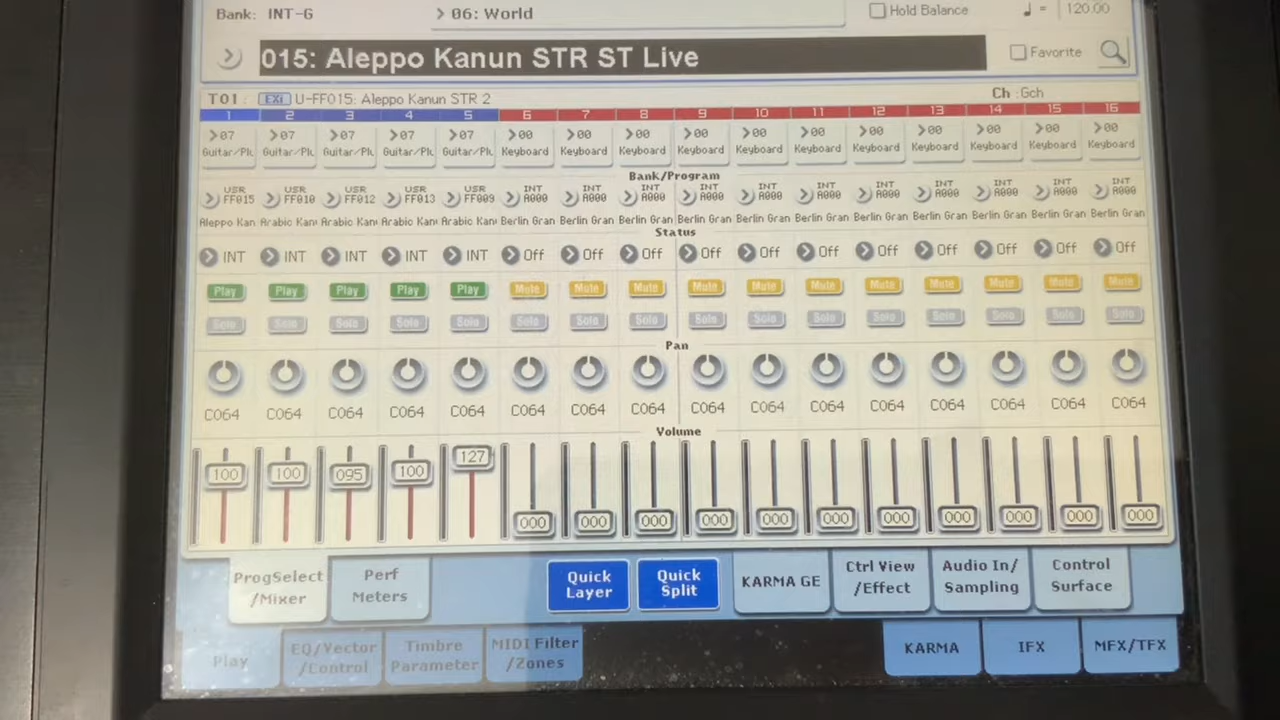 Bank: INT-G 06: World Hold Balance ♩ = 120.00
015: Aleppo Kanun STR ST Live Favorite
T01: EXi U-FF015: Aleppo Kanun STR 2 Ch :Gch
1 2 3 4 5 6 7 8 9 10 11 12 13 14 15 16
07 07 07 07 07 00 00 00 00 00 00 00 00 00 00 00
Guitar/Plu Guitar/Plu Guitar/Plu Guitar/Plu Guitar/Plu Keyboard Keyboard Keyboard Keyboard Keyboard Keyboard Keyboard Keyboard Keyboard Keyboard Keyboard
Bank/Program
USR USR USR USR USR INT INT INT INT INT INT INT INT INT INT INT
FF015 FF010 FF012 FF013 FF009 A000 A000 A000 A000 A000 A000 A000 A000 A000 A000 A000
Aleppo Kan Arabic Kan Arabic Kan Arabic Kan Arabic Kan Berlin Gran Berlin Gran Berlin Gran Berlin Gran Berlin Gran Berlin Gran Berlin Gran Berlin Gran Berlin Gran Berlin Gran Berlin Gran
Status
INT INT INT INT INT Off Off Off Off Off Off Off Off Off Off Off
Play Play Play Play Play Mute Mute Mute Mute Mute Mute Mute Mute Mute Mute Mute
Solo Solo Solo Solo Solo Solo Solo Solo Solo Solo Solo Solo Solo Solo Solo Solo
Pan
C064 C064 C064 C064 C064 C064 C064 C064 C064 C064 C064 C064 C064 C064 C064 C064
Volume
100 100 095 100 127 000 000 000 000 000 000 000 000 000 000 000
ProgSelect
/Mixer
Perf
Meters
Quick
Layer
Quick
Split
KARMA GE
Ctrl View
/Effect
Audio In/
Sampling
Control
Surface
Play
EQ/Vector
/Control
Timbre
Parameter
MIDI Filter
/Zones
KARMA
IFX
MFX/TFX